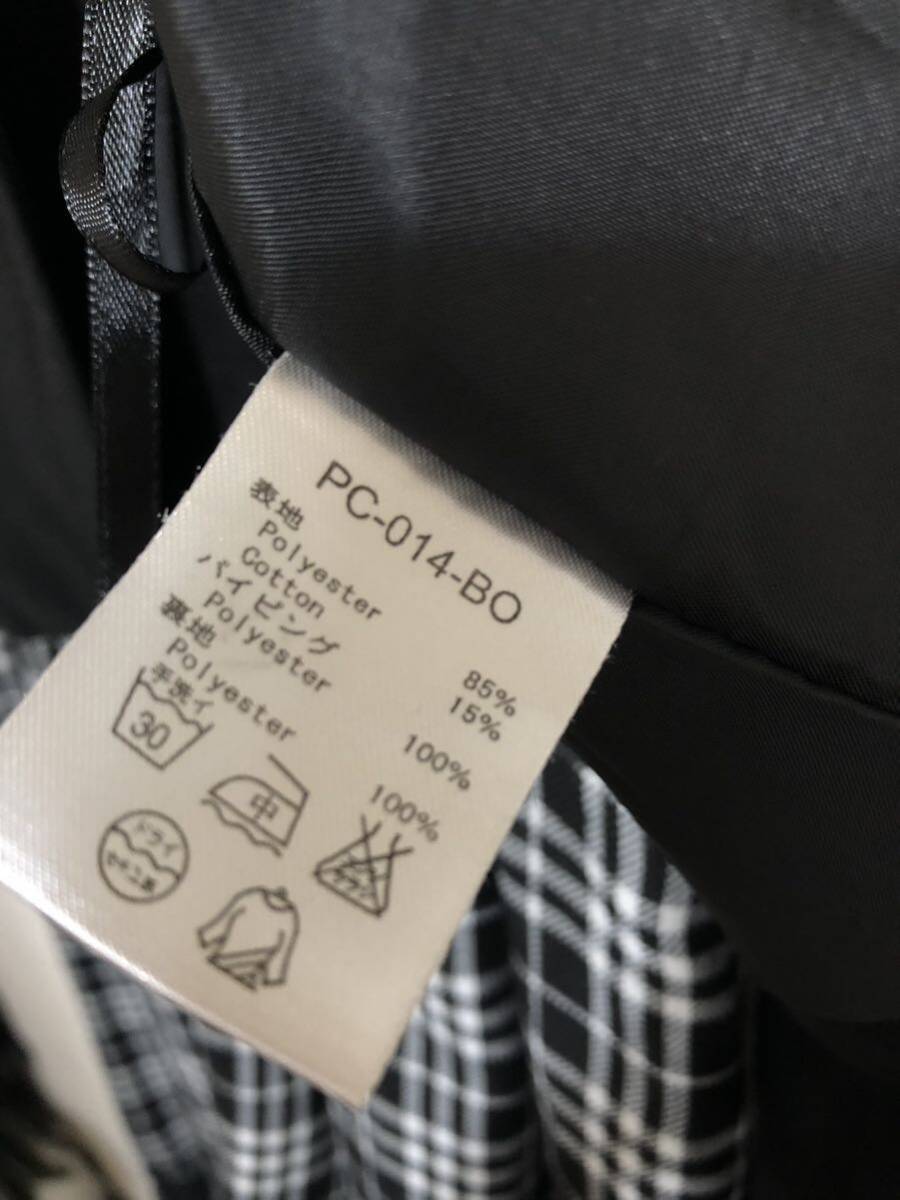 PC-014-BO
表地
Polyester 85%
Cotton 15%
パイピング
Polyester 100%
裏地
Polyester 100%
手洗イ
30
中
ドライ
セキユ系